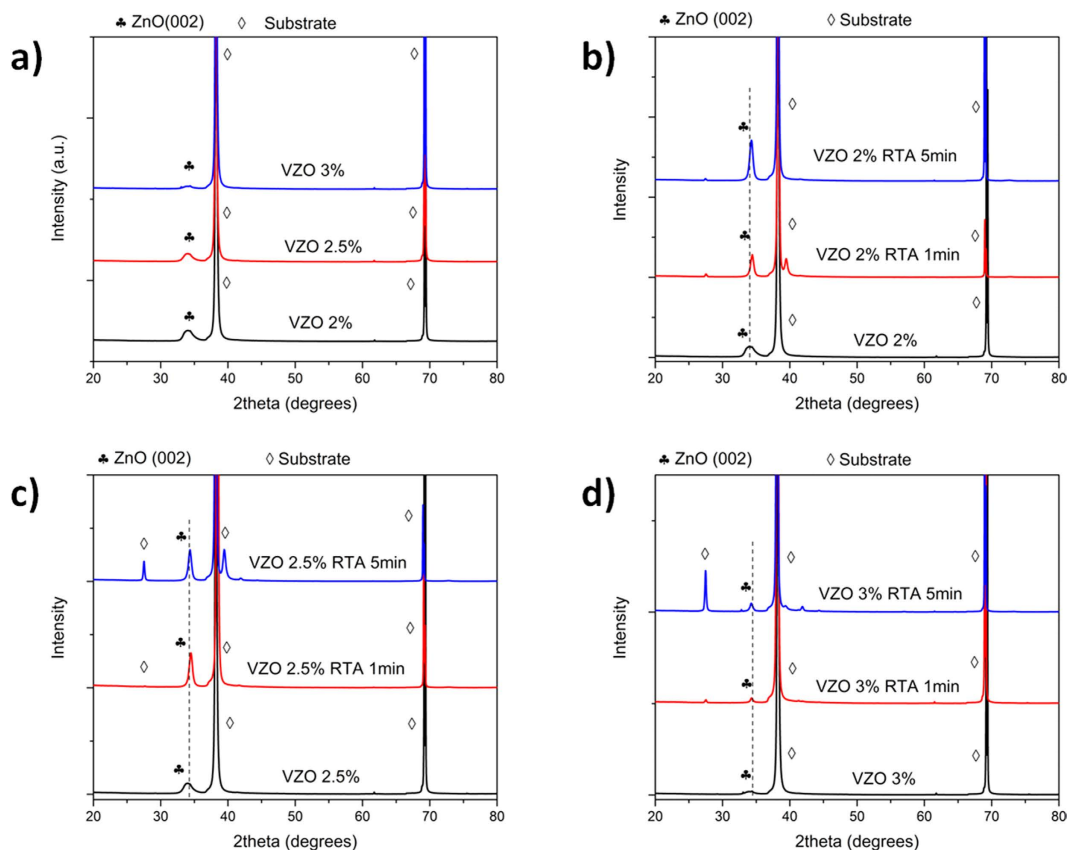 ♣ ZnO(002) ◊ Substrate
a)
Intensity (a.u.)
◊ ◊
♣ VZO 3%
◊ ◊
♣ VZO 2.5%
◊ ◊
♣ VZO 2%
20 30 40 50 60 70 80
2theta (degrees)
♣ ZnO (002) ◊ Substrate
b)
Intensity
◊ ◊
♣ VZO 2% RTA 5min
◊ ◊
♣ VZO 2% RTA 1min
◊ ◊
♣ VZO 2%
20 30 40 50 60 70 80
2theta (degrees)
♣ ZnO (002) ◊ Substrate
c)
Intensity
◊ ♣ ◊ ◊
VZO 2.5% RTA 5min
◊ ♣ ◊ ◊
VZO 2.5% RTA 1min
◊ ◊
♣ VZO 2.5%
20 30 40 50 60 70 80
2theta (degrees)
♣ ZnO (002) ◊ Substrate
d)
Intensity
◊ ◊ ◊
♣ VZO 3% RTA 5min
◊ ◊
♣ VZO 3% RTA 1min
◊ ◊
♣ VZO 3%
20 30 40 50 60 70 80
2theta (degrees)